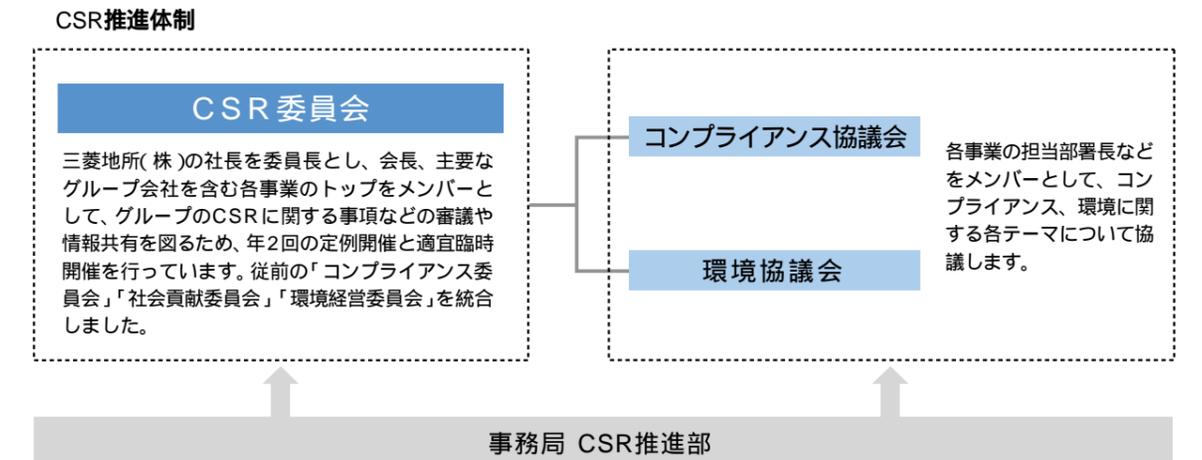 CSR推進体制
CSR委員会
三菱地所(株)の社長を委員長とし、会長、主要な
グループ会社を含む各事業のトップをメンバーと
して、グループのCSRに関する事項などの審議や
情報共有を図るため、年2回の定例開催と適宜臨時
開催を行っています。従前の「コンプライアンス委
員会」「社会貢献委員会」「環境経営委員会」を統合
しました。
コンプライアンス協議会
環境協議会
各事業の担当部署長など
をメンバーとして、コン
プライアンス、環境に関
する各テーマについて協
議します。
事務局 CSR推進部